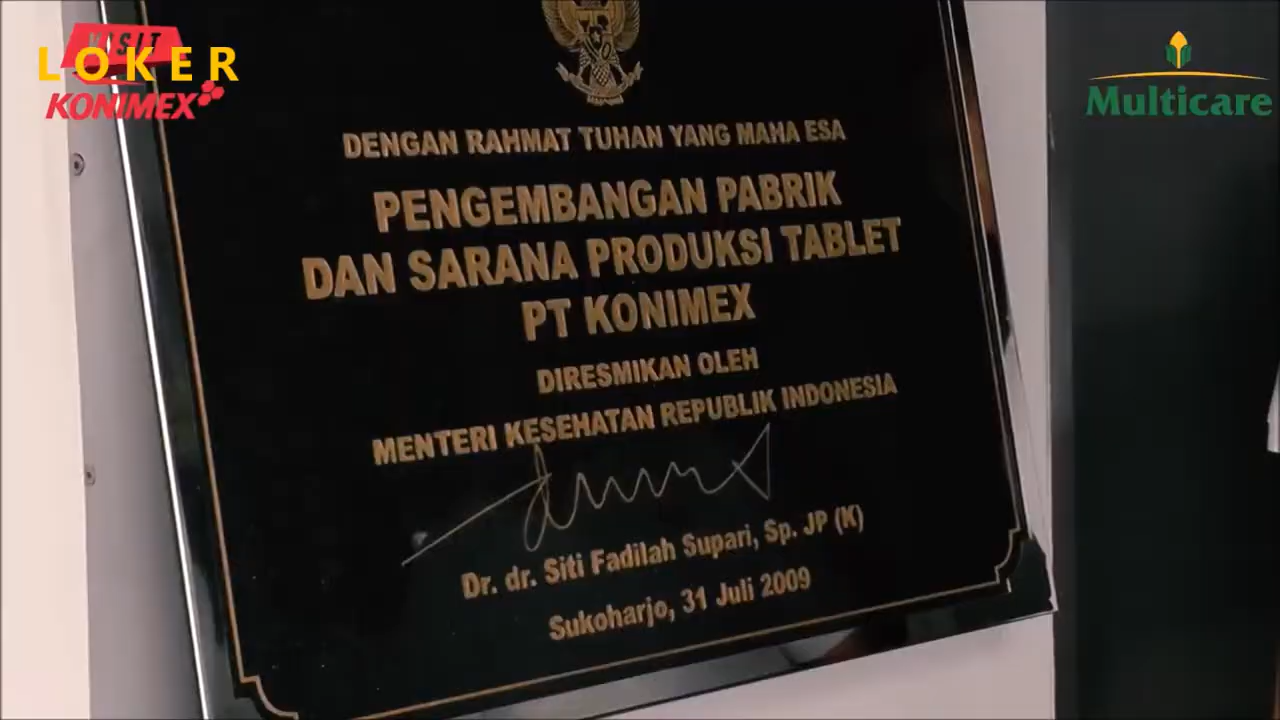 VISIT
LOKER
KONIMEX
Multicare
DENGAN RAHMAT TUHAN YANG MAHA ESA
PENGEMBANGAN PABRIK
DAN SARANA PRODUKSI TABLET
PT KONIMEX
DIRESMIKAN OLEH
MENTERI KESEHATAN REPUBLIK INDONESIA
Dr. dr. Siti Fadilah Supari, Sp. JP (K)
Sukoharjo, 31 Juli 2009